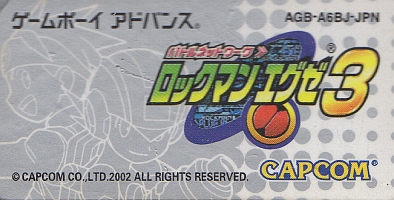 ゲームボーイ アドバンス®
AGB-A6BJ-JPN
バトルネットワーク
ロックマン エグゼ3®
© CAPCOM CO.,LTD.2002 ALL RIGHTS RESERVED.
CAPCOM®